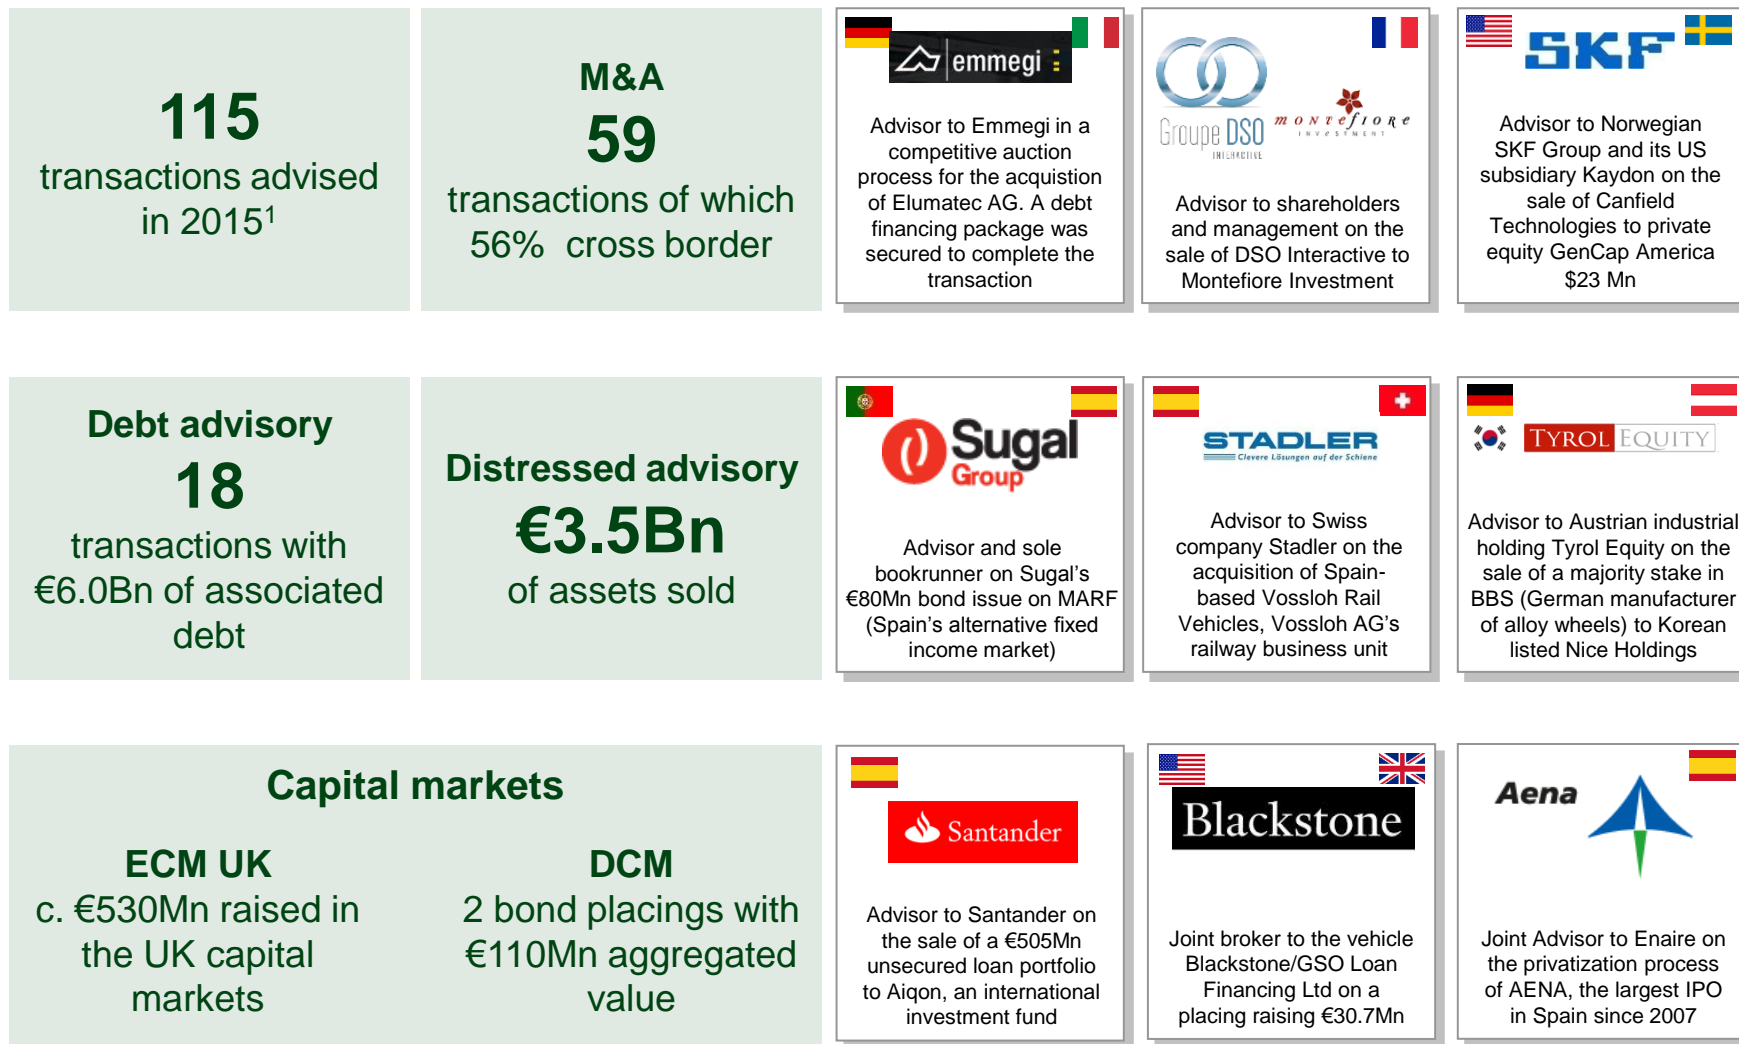 115
transactions advised
in 2015¹
M&A
59
transactions of which
56% cross border
emmegi
Advisor to Emmegi in a
competitive auction
process for the acquistion
of Elumatec AG. A debt
financing package was
secured to complete the
transaction
Groupe DSO
INTERACTIVE
montefiore
INVESTMENT
Advisor to shareholders
and management on the
sale of DSO Interactive to
Montefiore Investment
SKF
Advisor to Norwegian
SKF Group and its US
subsidiary Kaydon on the
sale of Canfield
Technologies to private
equity GenCap America
$23 Mn
Debt advisory
18
transactions with
€6.0Bn of associated
debt
Distressed advisory
€3.5Bn
of assets sold
Sugal
Group
Advisor and sole
bookrunner on Sugal’s
€80Mn bond issue on MARF
(Spain’s alternative fixed
income market)
STADLER
Clevere Lösungen auf der Schiene
Advisor to Swiss
company Stadler on the
acquisition of Spain-
based Vossloh Rail
Vehicles, Vossloh AG’s
railway business unit
TYROL EQUITY
Advisor to Austrian industrial
holding Tyrol Equity on the
sale of a majority stake in
BBS (German manufacturer
of alloy wheels) to Korean
listed Nice Holdings
Capital markets
ECM UK
c. €530Mn raised in
the UK capital
markets
DCM
2 bond placings with
€110Mn aggregated
value
Santander
Advisor to Santander on
the sale of a €505Mn
unsecured loan portfolio
to Aiqon, an international
investment fund
Blackstone
Joint broker to the vehicle
Blackstone/GSO Loan
Financing Ltd on a
placing raising €30.7Mn
Aena
Joint Advisor to Enaire on
the privatization process
of AENA, the largest IPO
in Spain since 2007